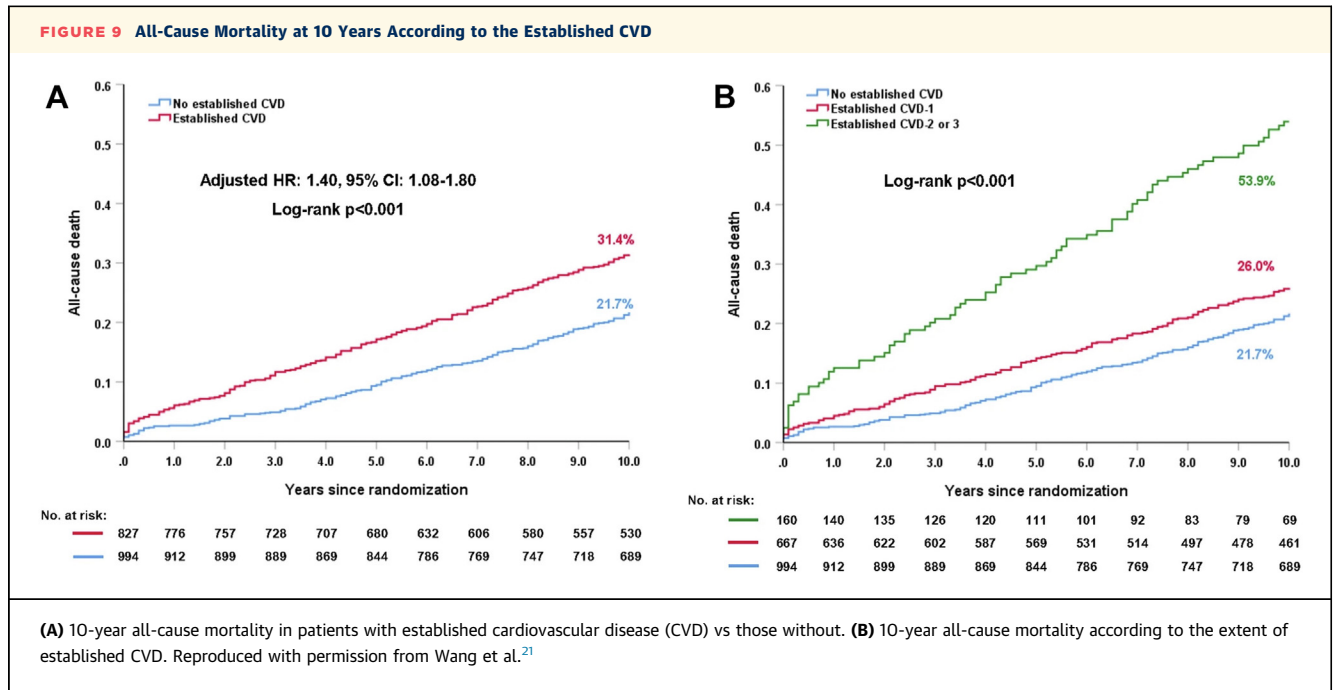 FIGURE 9 All-Cause Mortality at 10 Years According to the Established CVD
A
No established CVD
Established CVD
Adjusted HR: 1.40, 95% CI: 1.08-1.80
Log-rank p<0.001
All-cause death
0.6
0.5
0.4
0.3
0.2
0.1
0.0
31.4%
21.7%
.0 1.0 2.0 3.0 4.0 5.0 6.0 7.0 8.0 9.0 10.0
Years since randomization
No. at risk:
827 776 757 728 707 680 632 606 580 557 530
994 912 899 889 869 844 786 769 747 718 689
B
No established CVD
Established CVD-1
Established CVD-2 or 3
Log-rank p<0.001
All-cause death
0.6
0.5
0.4
0.3
0.2
0.1
0.0
53.9%
26.0%
21.7%
.0 1.0 2.0 3.0 4.0 5.0 6.0 7.0 8.0 9.0 10.0
Years since randomization
No. at risk:
160 140 135 126 120 111 101 92 83 79 69
667 636 622 602 587 569 531 514 497 478 461
994 912 899 889 869 844 786 769 747 718 689
(A) 10-year all-cause mortality in patients with established cardiovascular disease (CVD) vs those without. (B) 10-year all-cause mortality according to the extent of
established CVD. Reproduced with permission from Wang et al.21